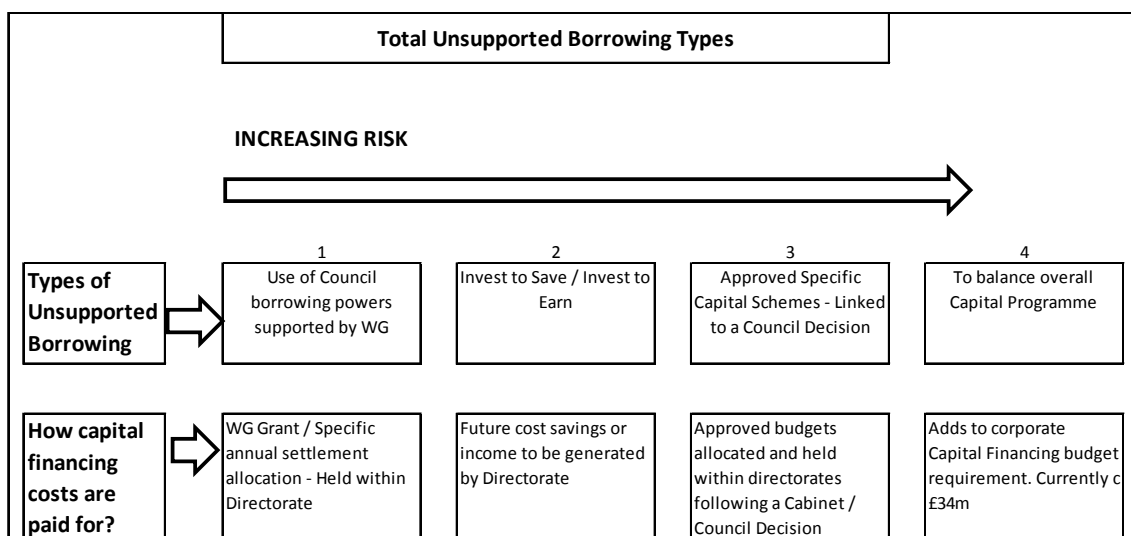 Total Unsupported Borrowing Types
INCREASING RISK
1
2
3
4
Types of
Unsupported
Borrowing
Use of Council
borrowing powers
supported by WG
Invest to Save / Invest to
Earn
Approved Specific
Capital Schemes - Linked
to a Council Decision
To balance overall
Capital Programme
How capital
financing
costs are
paid for?
WG Grant / Specific
annual settlement
allocation - Held within
Directorate
Future cost savings or
income to be generated
by Directorate
Approved budgets
allocated and held
within directorates
following a Cabinet /
Council Decision
Adds to corporate
Capital Financing budget
requirement. Currently c
£34m